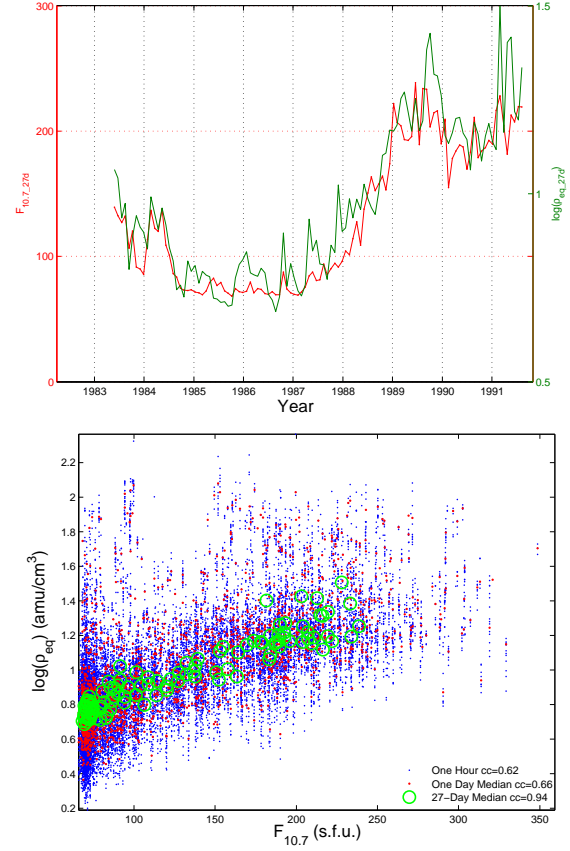 300
200
100
0
F10.7_27d
1.5
1
0.5
log(ρeq_27d)
1983 1984 1985 1986 1987 1988 1989 1990 1991
Year
2.2
2
1.8
1.6
1.4
1.2
1
0.8
0.6
0.4
0.2
log(ρeq) (amu/cm3)
One Hour cc=0.62
One Day Median cc=0.66
27−Day Median cc=0.94
100 150 200 250 300 350
F10.7 (s.f.u.)